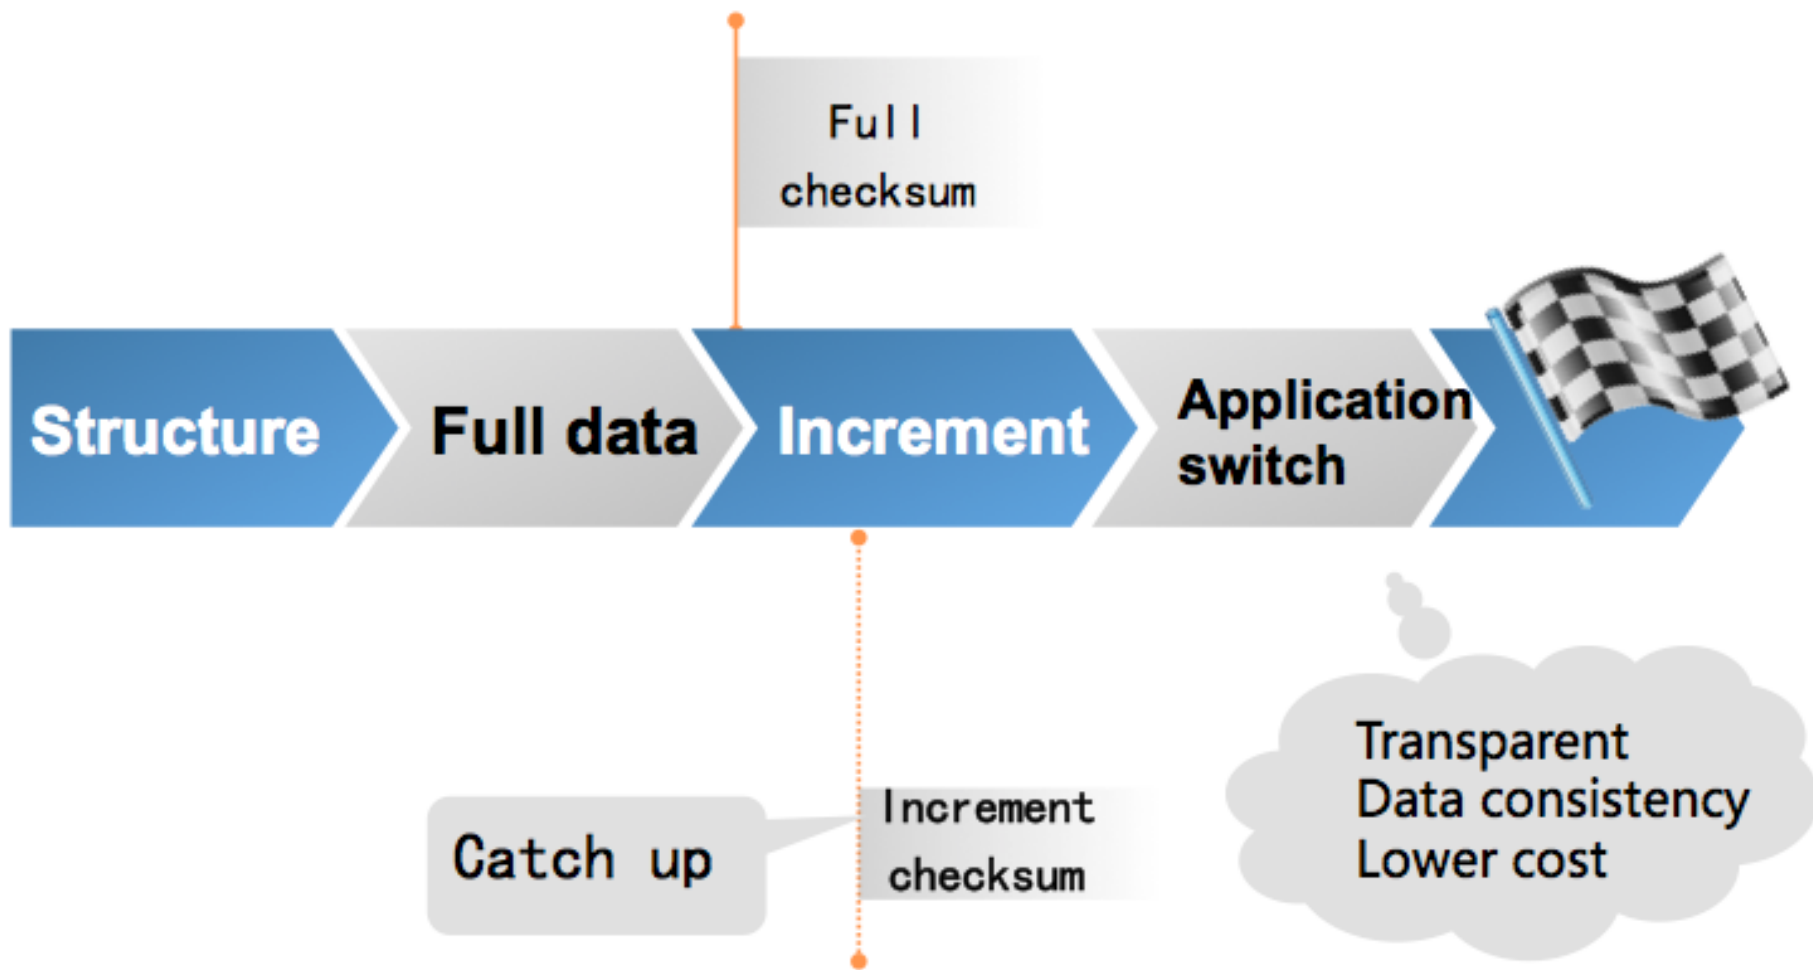 Full
checksum
Structure
Full data
Increment
Application
switch
Catch up
Increment
checksum
Transparent
Data consistency
Lower cost